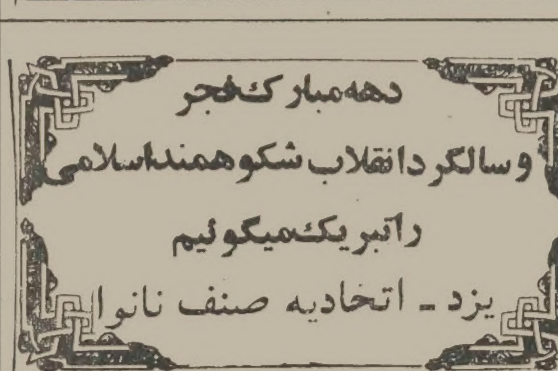 دهه مبارک فجر
و سالگرد انقلاب شکوهمند اسلامی
را تبریک میگوئیم
یزد - اتحادیه صنف نانوا